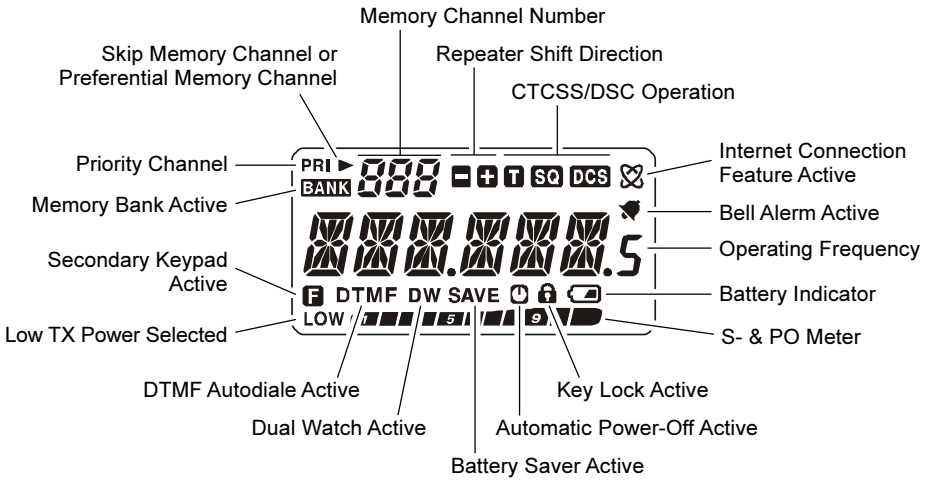 Memory Channel Number
Skip Memory Channel or
Preferential Memory Channel
Repeater Shift Direction
CTCSS/DSC Operation
Priority Channel
PRI
888
- + T SQ DCS
Internet Connection
Feature Active
Memory Bank Active
BANK
Bell Alerm Active
Operating Frequency
.
.5
Secondary Keypad
Active
F DTMF DW SAVE
Battery Indicator
Low TX Power Selected
LOW 1 5 9
S- & PO Meter
DTMF Autodiale Active
Key Lock Active
Dual Watch Active
Automatic Power-Off Active
Battery Saver Active